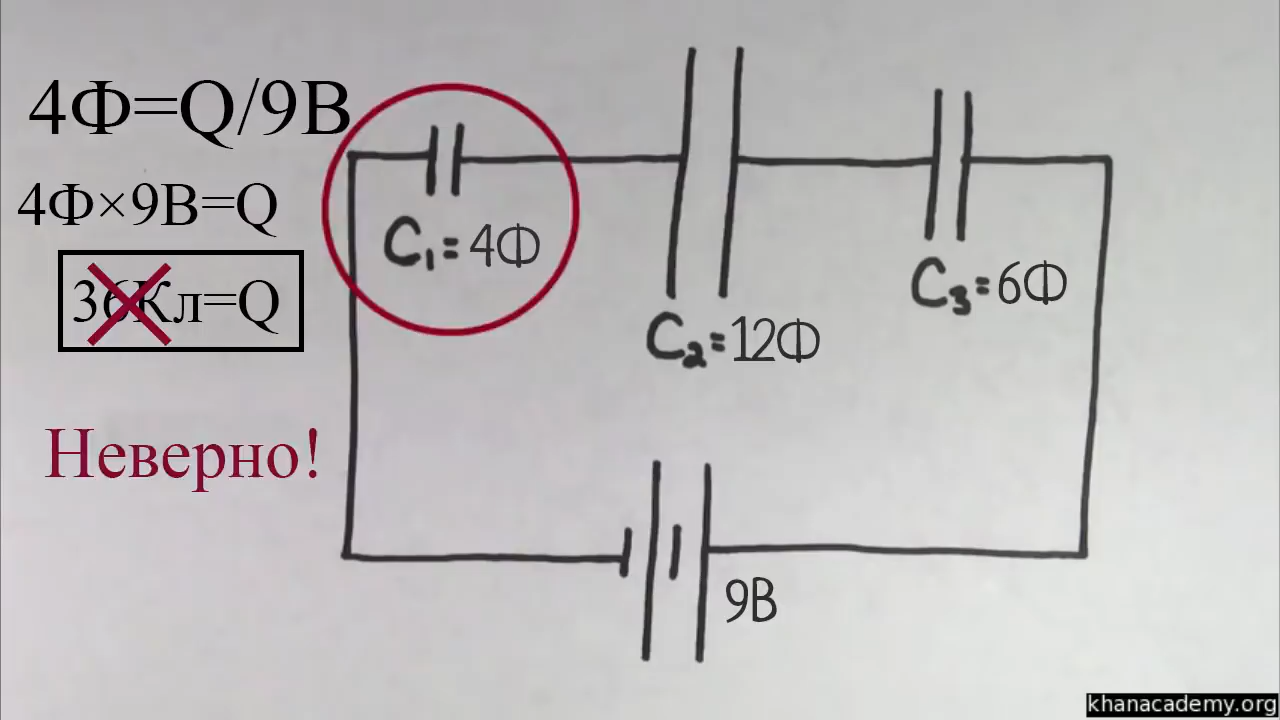 4Ф=Q/9В
4Ф×9В=Q
36Кл=Q
Неверно!
C₁=4Ф
C₂=12Ф
C₃=6Ф
9В
khanacademy.org